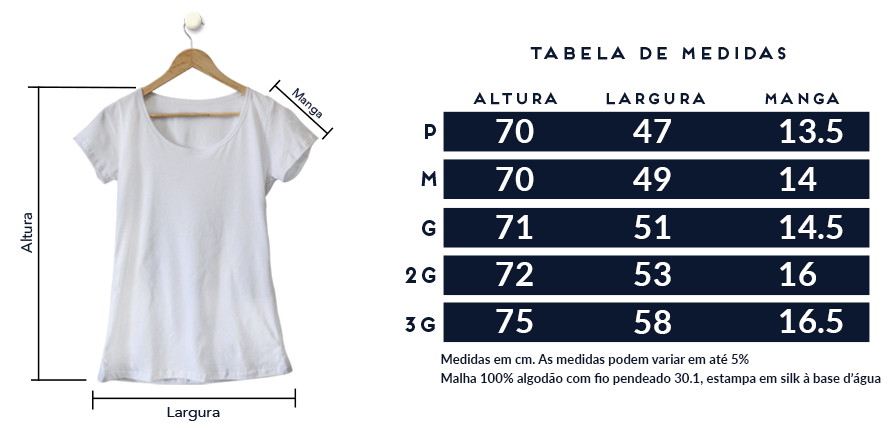 TABELA DE MEDIDAS
ALTURA LARGURA MANGA
P 70 47 13.5
M 70 49 14
G 71 51 14.5
2G 72 53 16
3G 75 58 16.5
Medidas em cm. As medidas podem variar em até 5%
Malha 100% algodão com fio pendeado 30.1, estampa em silk à base d'água
Manga
Altura
Largura